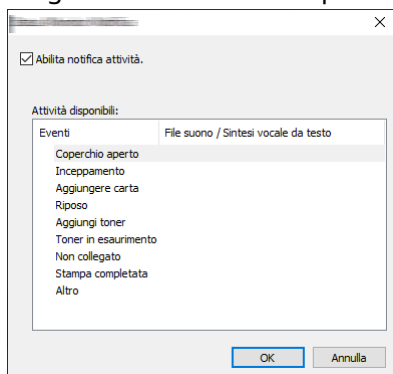 Abilita notifica attività.
Attività disponibili:
Eventi File suono / Sintesi vocale da testo
Coperchio aperto
Inceppamento
Aggiungere carta
Riposo
Aggiungi toner
Toner in esaurimento
Non collegato
Stampa completata
Altro
OK Annulla